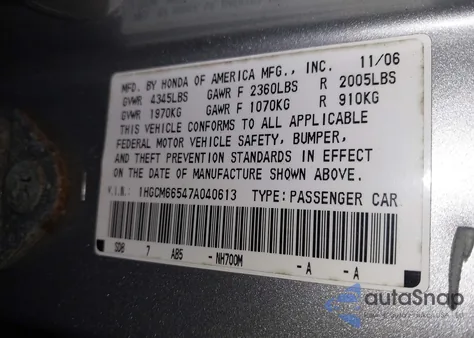 MFD. BY HONDA OF AMERICA MFG., INC. 11/06
GVWR 4345LBS GAWR F 2360LBS R 2005LBS
GVWR 1970KG GAWR F 1070KG R 910KG
THIS VEHICLE CONFORMS TO ALL APPLICABLE
FEDERAL MOTOR VEHICLE SAFETY, BUMPER,
AND THEFT PREVENTION STANDARDS IN EFFECT
ON THE DATE OF MANUFACTURE SHOWN ABOVE.
V.I.N.: 1HGCM66547A040613 TYPE: PASSENGER CAR
SDB 7 ABS -NH700M -A -A
autoSnap